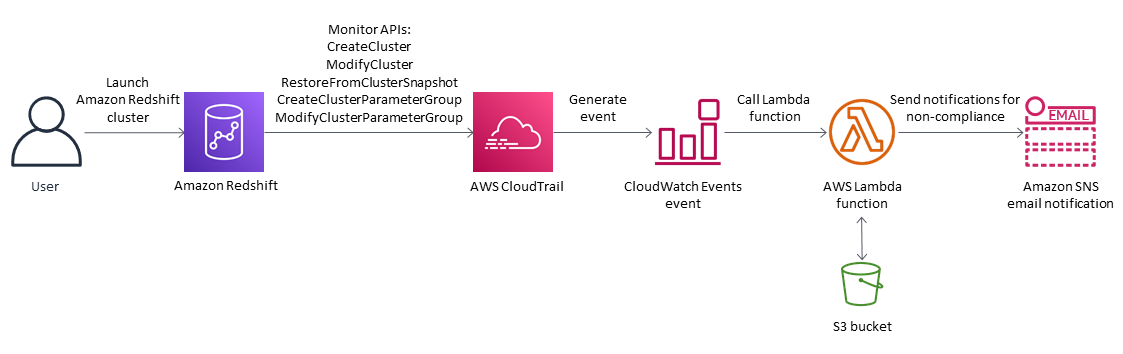 Launch
Amazon Redshift
cluster
User
Amazon Redshift
Monitor APIs:
CreateCluster
ModifyCluster
RestoreFromClusterSnapshot
CreateClusterParameterGroup
ModifyClusterParameterGroup
AWS CloudTrail
Generate
event
CloudWatch Events
event
Call Lambda
function
AWS Lambda
function
Send notifications for
non-compliance
EMAIL
Amazon SNS
email notification
S3 bucket